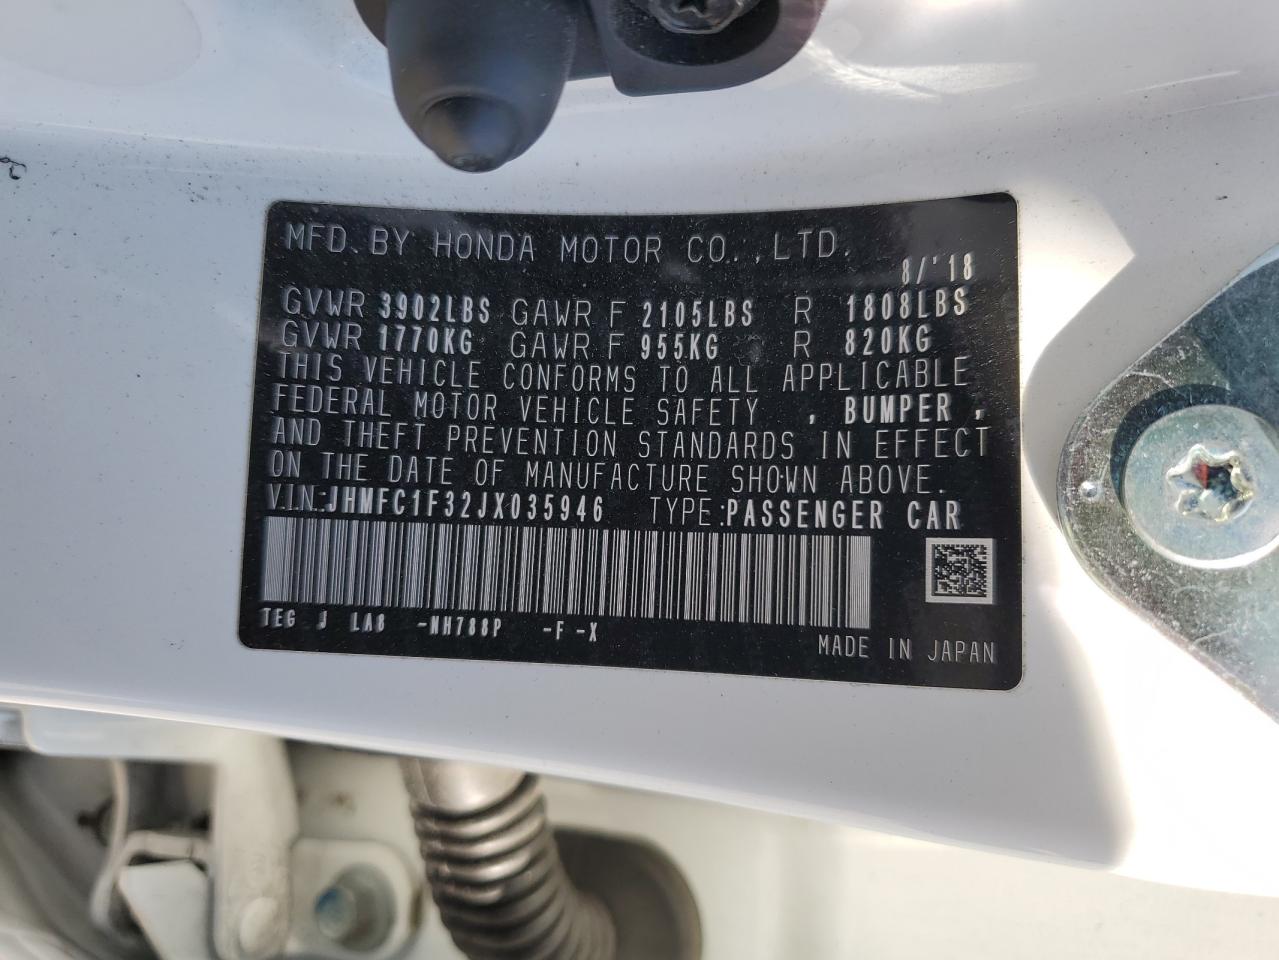 MFD. BY HONDA MOTOR CO., LTD.
8/'18
GVWR 3902LBS GAWR F 2105LBS R 1808LBS
GVWR 1770KG GAWR F 955KG R 820KG
THIS VEHICLE CONFORMS TO ALL APPLICABLE
FEDERAL MOTOR VEHICLE SAFETY , BUMPER ,
AND THEFT PREVENTION STANDARDS IN EFFECT
ON THE DATE OF MANUFACTURE SHOWN ABOVE.
VIN:JHMFC1F32JX035946 TYPE:PASSENGER CAR
TEG J LA8 -NH788P -F -X
MADE IN JAPAN